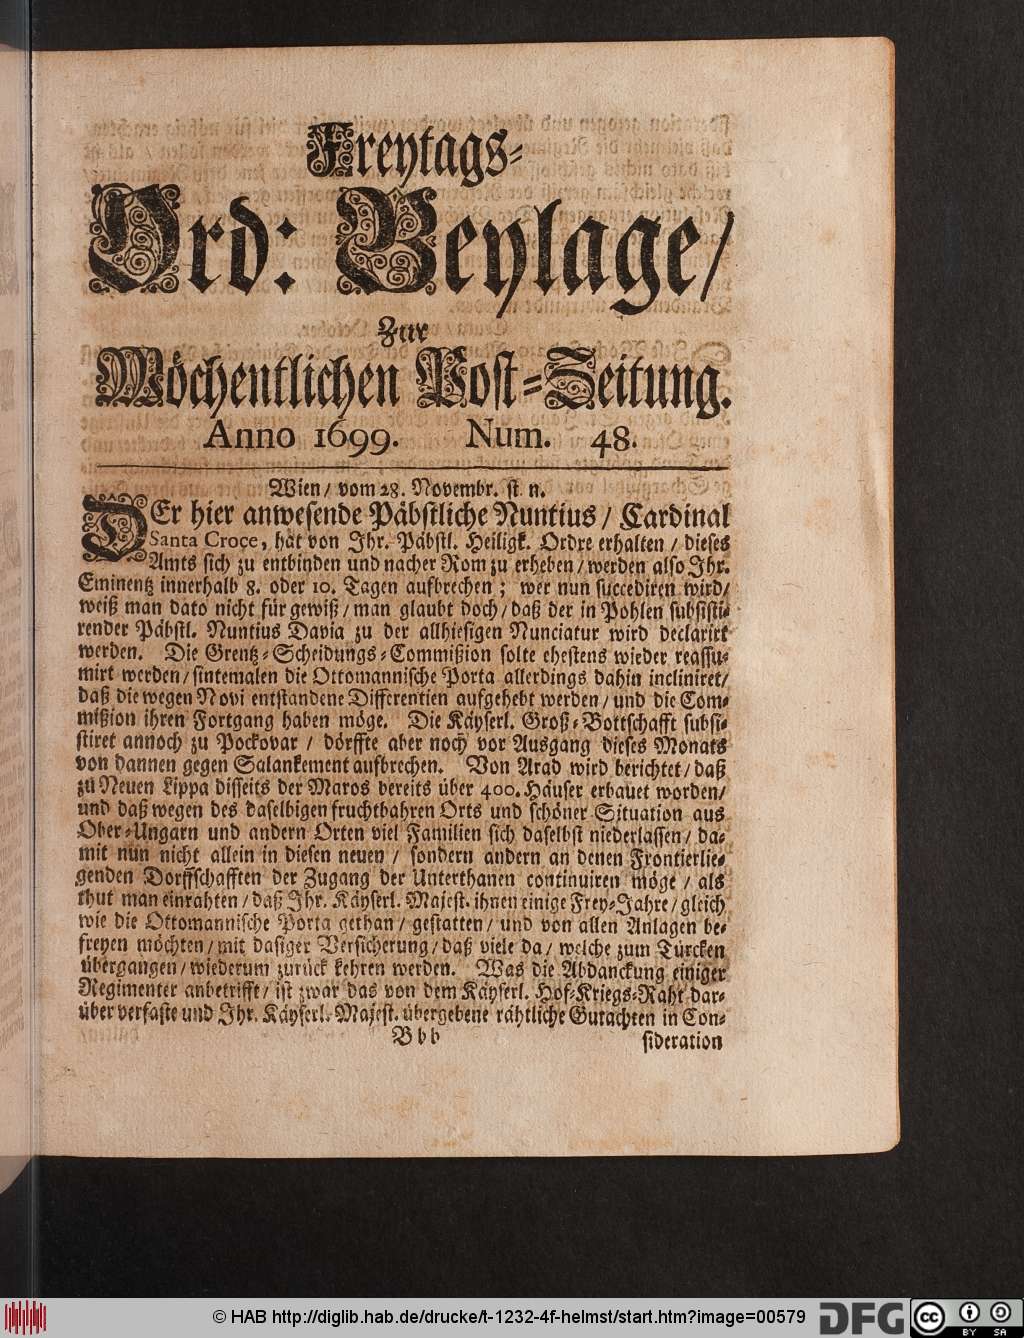 Freytags-
Ord: Beylage/
Zur
Wöchentlichen Post-Zeitung.
Anno 1699. Num. 48.
Wien/ vom 28. Novembr. st. n.
DEr hier anwesende Päbstliche Nuntius/ Cardinal
Santa Croce, hat von Ihr. Päbstl. Heiligk. Ordre erhalten/ dieses
Amts sich zu entbinden und nacher Rom zu erheben/ werden also Ihr.
Eminentz innerhalb 8. oder 10. Tagen aufbrechen; wer nun succediren wird/
weiß man dato nicht für gewiß/ man glaubt doch/ daß der in Pohlen subsisti-
render Päbstl. Nuntius Davia zu der allhiesigen Nunciatur wird declarirt
werden. Die Grentz-Scheidungs-Commißion solte ehestens wieder reassu-
mirt werden/ sintemalen die Ottomannische Porta allerdings dahin incliniret/
daß die wegen Novi entstandene Differentien aufgehebt werden/ und die Com-
mißion ihren Fortgang haben möge. Die Käyserl. Groß-Bottschafft subsi-
stiret annoch zu Pockovar/ dörffte aber noch vor Ausgang dieses Monats
von dannen gegen Salankement aufbrechen. Von Arad wird berichtet/ daß
zu Neuen Lippa disseits der Maros bereits über 400. Häuser erbauet worden/
und daß wegen des daselbigen fruchtbahren Orts und schöner Situation aus
Ober-Ungarn und andern Orten viel Familien sich daselbst niederlassen/ da-
mit nun nicht allein in diesen neuen/ sondern andern an denen Frontierlie-
genden Dorffschafften der Zugang der Unterthanen continuiren möge/ als
thut man einrahten/ daß Ihr. Käyserl. Majest. ihnen einige Frey-Jahre/ gleich
wie die Ottomannische Porta gethan/ gestatten/ und von allen Anlagen be-
freyen möchten/ mit dasiger Versicherung/ daß viele da/ welche zum Türcken
übergangen/ wiederum zurück kehren werden. Was die Abdanckung einiger
Regimenter anbetrifft/ ist zwar das von dem Käyserl. Hof-Kriegs-Raht dar-
über verfaste und Ihr. Käyserl. Majest. übergebene rähtliche Gutachten in Con-
Bbb sideration
© HAB http://diglib.hab.de/drucke/t-1232-4f-helmst/start.htm?image=00579
DFG
cc BY SA